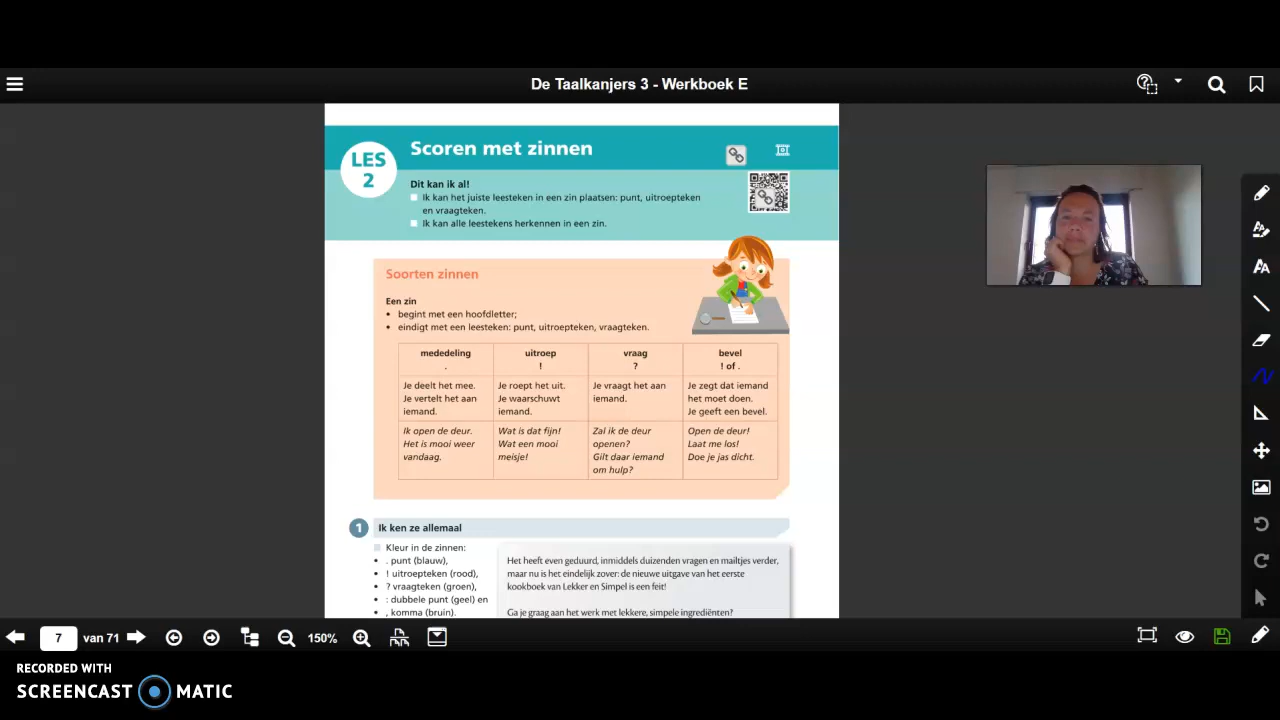 De Taalkanjers 3 - Werkboek E
LES
2
Scoren met zinnen
Dit kan ik al!
Ik kan het juiste leesteken in een zin plaatsen: punt, uitroepteken
en vraagteken.
Ik kan alle leestekens herkennen in een zin.
Soorten zinnen
Een zin
• begint met een hoofdletter;
• eindigt met een leesteken: punt, uitroepteken, vraagteken.
mededeling
.
uitroep
!
vraag
?
bevel
! of .
Je deelt het mee.
Je vertelt het aan
iemand.
Je roept het uit.
Je waarschuwt
iemand.
Je vraagt het aan
iemand.
Je zegt dat iemand
het moet doen.
Je geeft een bevel.
Ik open de deur.
Het is mooi weer
vandaag.
Wat is dat fijn!
Wat een mooi
meisje!
Zal ik de deur
openen?
Gilt daar iemand
om hulp?
Open de deur!
Laat me los!
Doe je jas dicht.
1 Ik ken ze allemaal
Kleur in de zinnen:
• . punt (blauw),
• ! uitroepteken (rood),
• ? vraagteken (groen),
• : dubbele punt (geel) en
• , komma (bruin).
Het heeft even geduurd, inmiddels duizenden vragen en mailtjes verder,
maar nu is het eindelijk zover: de nieuwe uitgave van het eerste
kookboek van Lekker en Simpel is een feit!
Ga je graag aan het werk met lekkere, simpele ingrediënten?
7 van 71
150%
RECORDED WITH
SCREENCAST MATIC